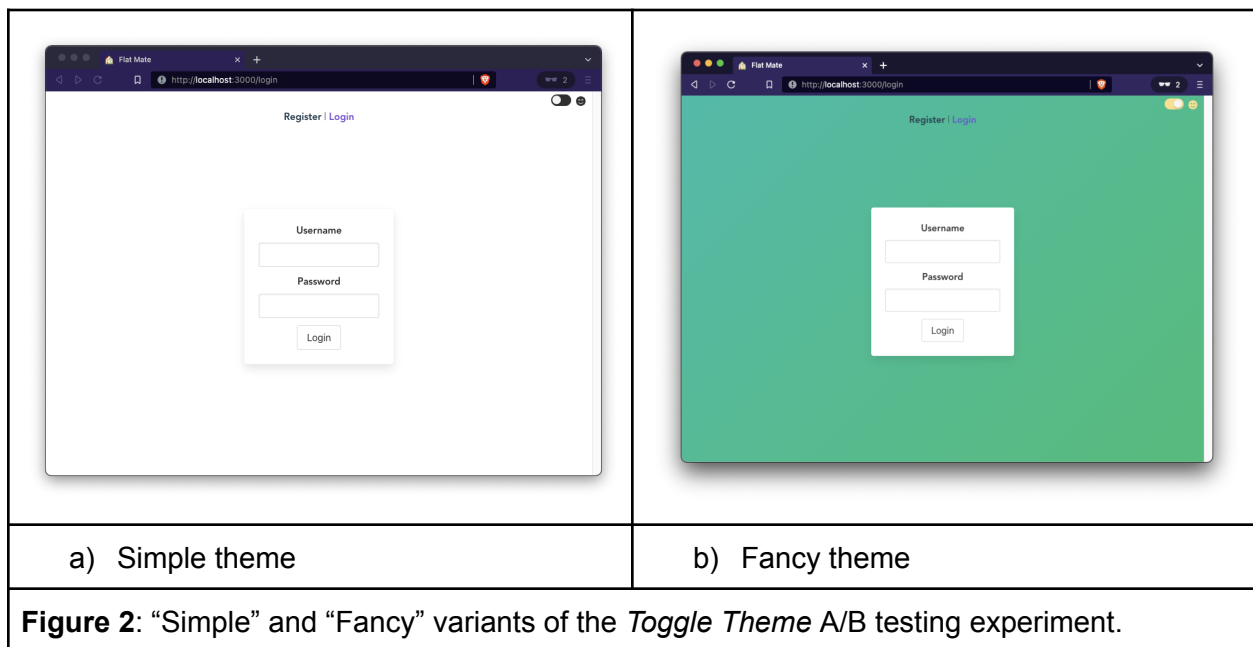 Flat Mate
http://localhost:3000/login
2
Register | Login
Username
Password
Login
Flat Mate
http://localhost:3000/login
2
Register | Login
Username
Password
Login
a) Simple theme
b) Fancy theme
Figure 2: “Simple” and “Fancy” variants of the Toggle Theme A/B testing experiment.